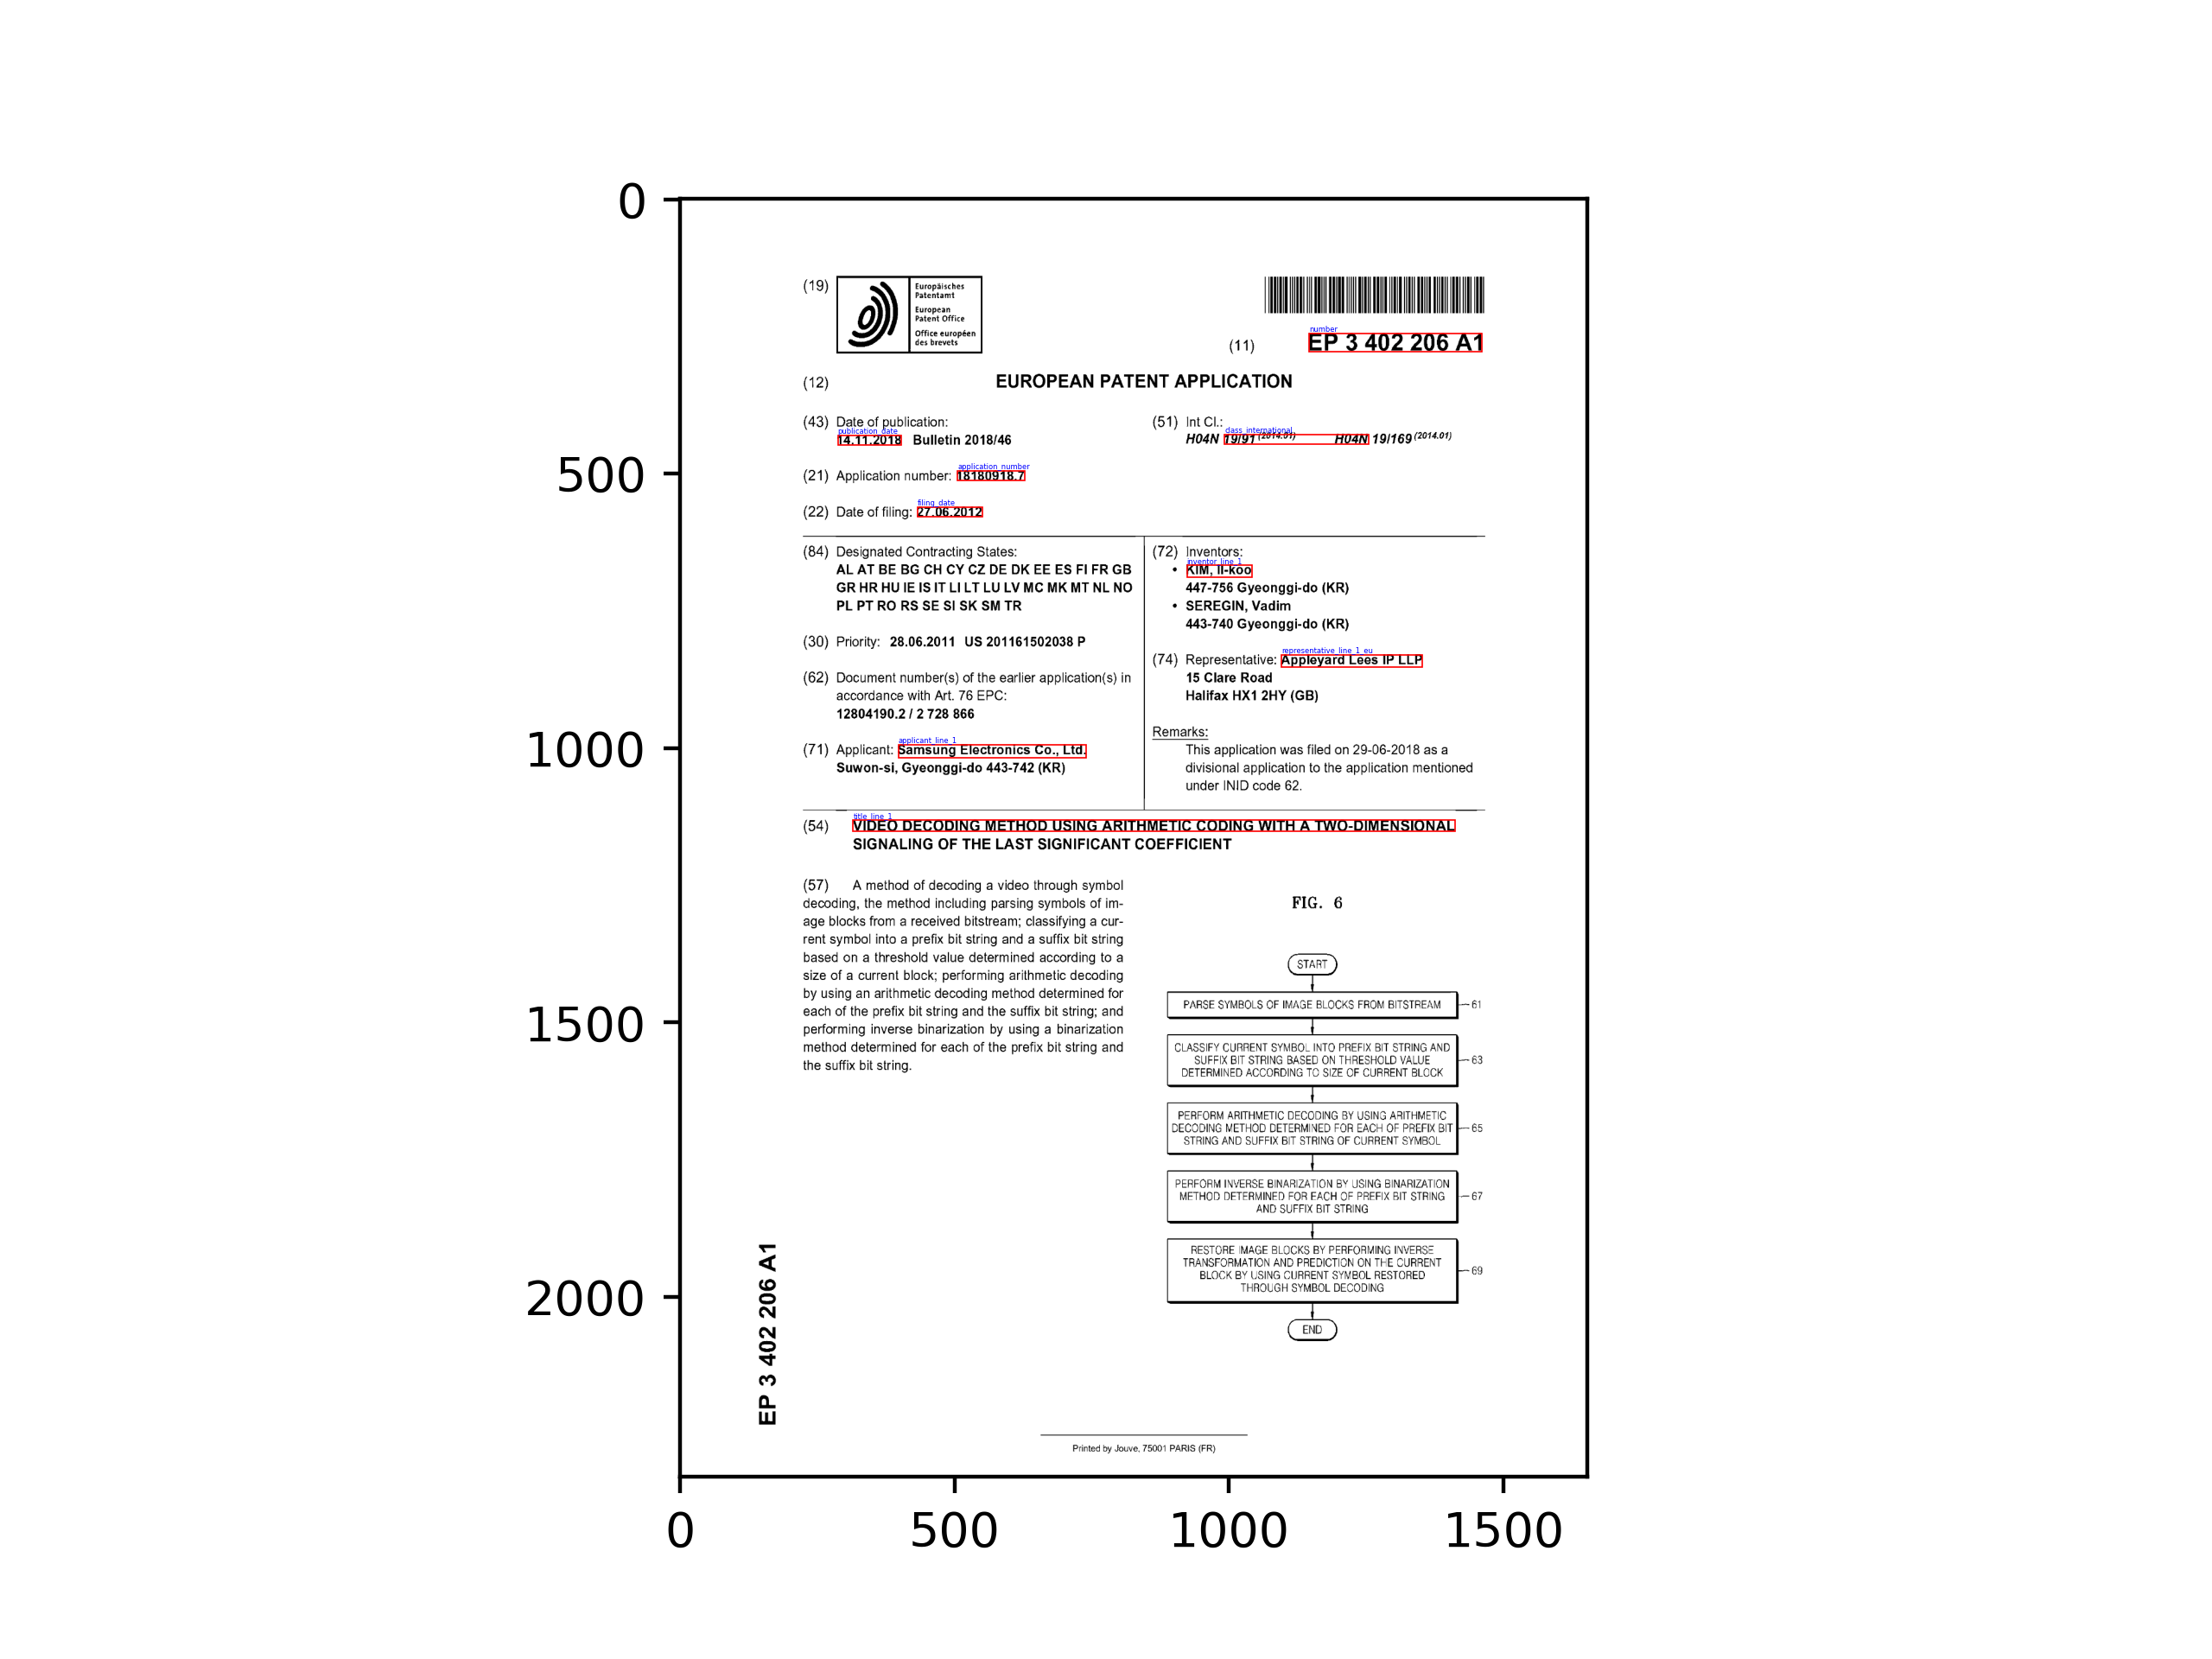 0
500
1000
1500
2000
0
500
1000
1500
(19)
Europäisches
Patentamt
European
Patent Office
Office européen
des brevets
number
(11)
EP 3 402 206 A1
(12)
EUROPEAN PATENT APPLICATION
(43) Date of publication:
publication_date
14.11.2018 Bulletin 2018/46
(21) Application number: 18180918.7
application_number
(22) Date of filing: 27.06.2012
filing_date
(51) Int Cl.:
class_international
H04N 19/91 (2014.01) H04N 19/169 (2014.01)
(84) Designated Contracting States:
AL AT BE BG CH CY CZ DE DK EE ES FI FR GB
GR HR HU IE IS IT LI LT LU LV MC MK MT NL NO
PL PT RO RS SE SI SK SM TR
(30) Priority: 28.06.2011 US 201161502038 P
(62) Document number(s) of the earlier application(s) in
accordance with Art. 76 EPC:
12804190.2 / 2 728 866
applicant_line_1
(71) Applicant: Samsung Electronics Co., Ltd.
Suwon-si, Gyeonggi-do 443-742 (KR)
(72) Inventors:
inventor_line_1
• KIM, Il-koo
447-756 Gyeonggi-do (KR)
• SEREGIN, Vadim
443-740 Gyeonggi-do (KR)
representative_line_1_eu
(74) Representative: Appleyard Lees IP LLP
15 Clare Road
Halifax HX1 2HY (GB)
Remarks:
This application was filed on 29-06-2018 as a
divisional application to the application mentioned
under INID code 62.
title_line_1
(54) VIDEO DECODING METHOD USING ARITHMETIC CODING WITH A TWO-DIMENSIONAL
SIGNALING OF THE LAST SIGNIFICANT COEFFICIENT
(57) A method of decoding a video through symbol
decoding, the method including parsing symbols of im-
age blocks from a received bitstream; classifying a cur-
rent symbol into a prefix bit string and a suffix bit string
based on a threshold value determined according to a
size of a current block; performing arithmetic decoding
by using an arithmetic decoding method determined for
each of the prefix bit string and the suffix bit string; and
performing inverse binarization by using a binarization
method determined for each of the prefix bit string and
the suffix bit string.
FIG. 6
START
PARSE SYMBOLS OF IMAGE BLOCKS FROM BITSTREAM
61
CLASSIFY CURRENT SYMBOL INTO PREFIX BIT STRING AND
SUFFIX BIT STRING BASED ON THRESHOLD VALUE
DETERMINED ACCORDING TO SIZE OF CURRENT BLOCK
63
PERFORM ARITHMETIC DECODING BY USING ARITHMETIC
DECODING METHOD DETERMINED FOR EACH OF PREFIX BIT
STRING AND SUFFIX BIT STRING OF CURRENT SYMBOL
65
PERFORM INVERSE BINARIZATION BY USING BINARIZATION
METHOD DETERMINED FOR EACH OF PREFIX BIT STRING
AND SUFFIX BIT STRING
67
RESTORE IMAGE BLOCKS BY PERFORMING INVERSE
TRANSFORMATION AND PREDICTION ON THE CURRENT
BLOCK BY USING CURRENT SYMBOL RESTORED
THROUGH SYMBOL DECODING
69
END
EP 3 402 206 A1
Printed by Jouve, 75001 PARIS (FR)